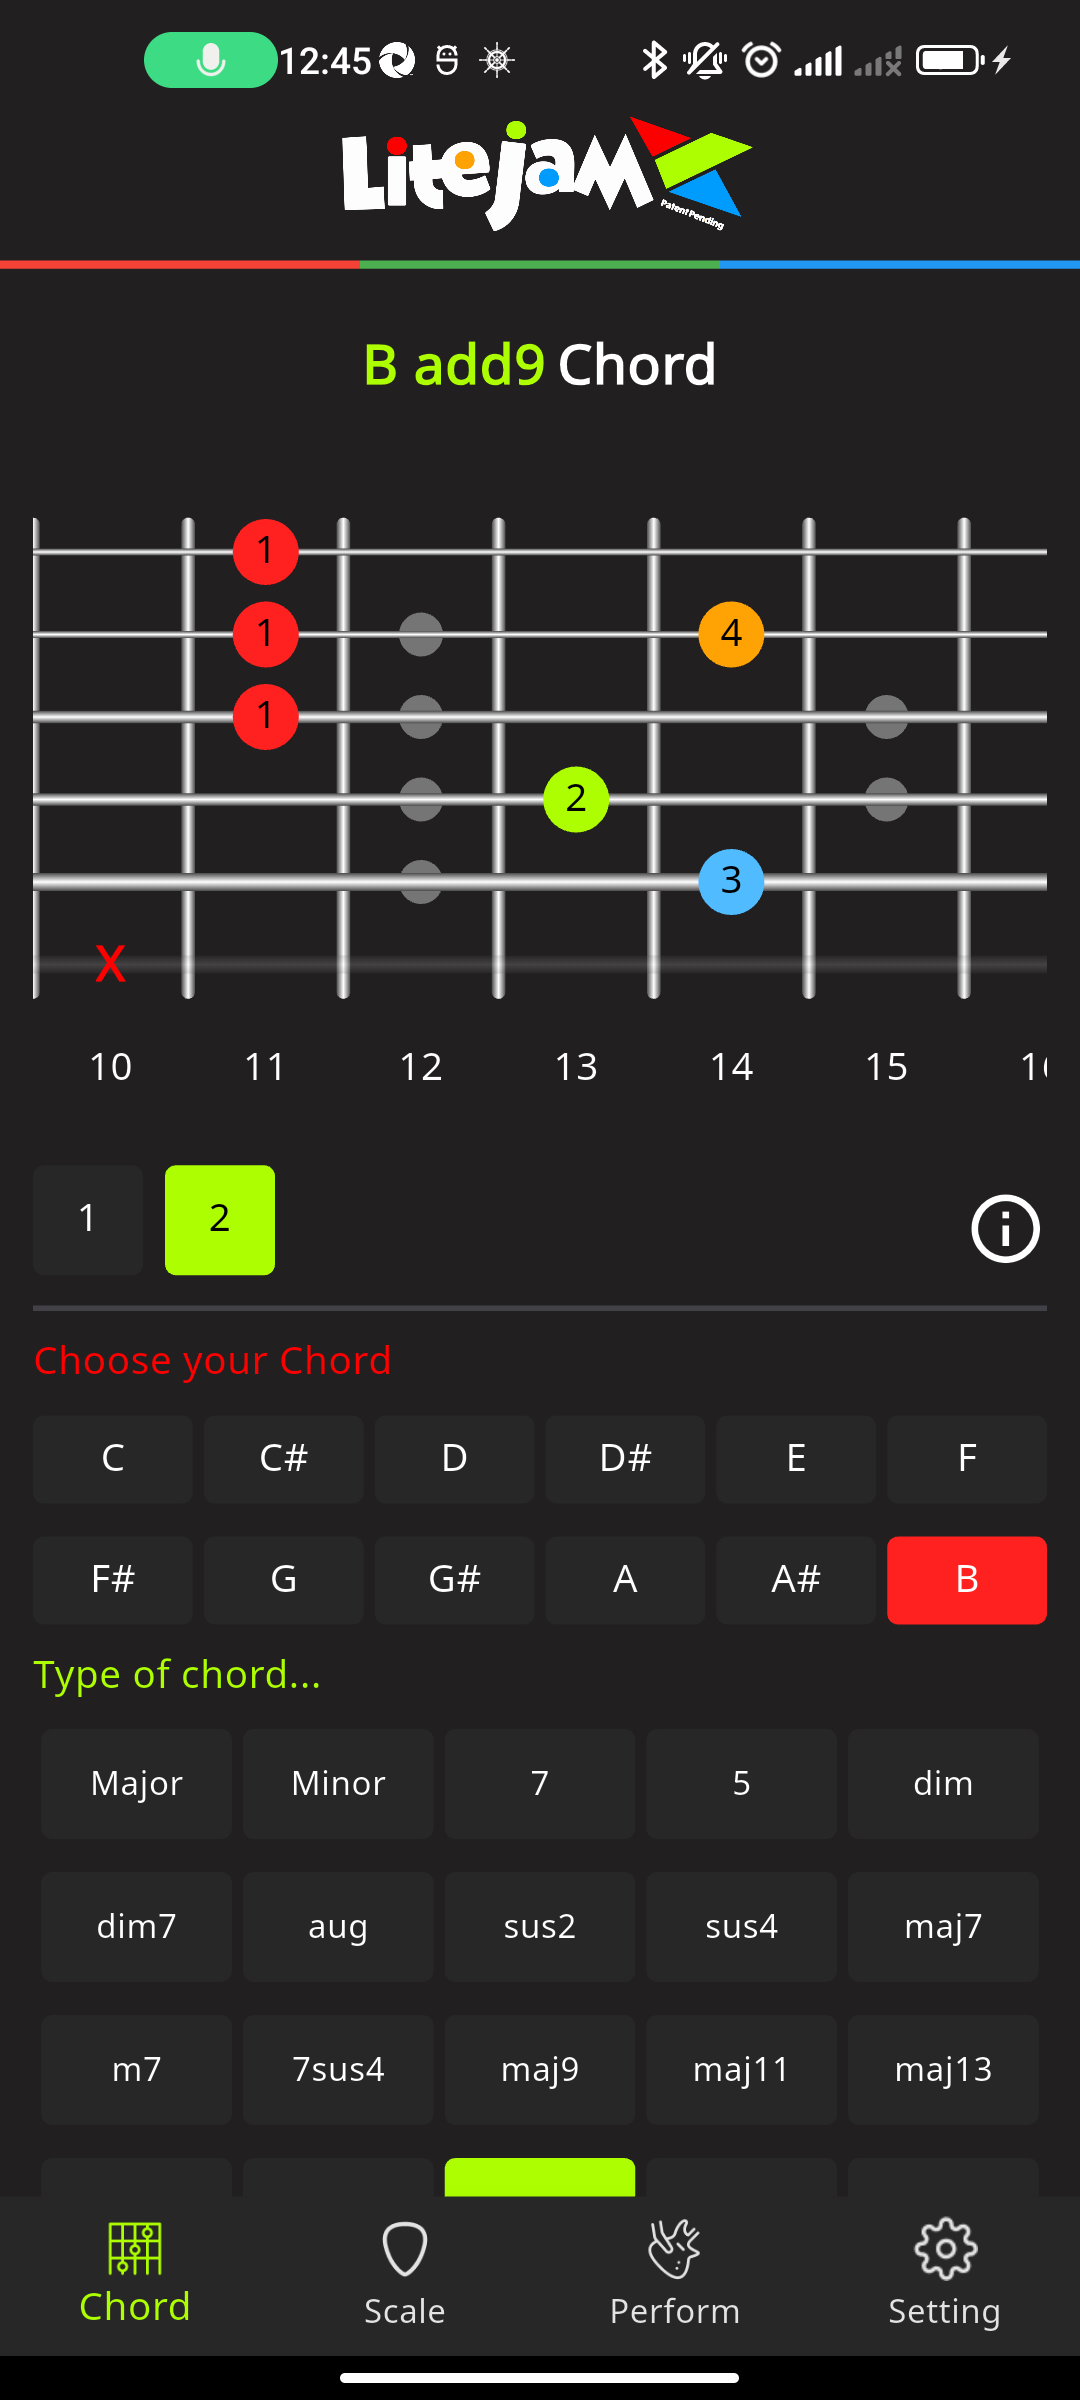 12:45
Litejam
Patent Pending
B add9 Chord
1
1 4
1
2
3
X
10 11 12 13 14 15
1 2
Choose your Chord
C C# D D# E F
F# G G# A A# B
Type of chord...
Major Minor 7 5 dim
dim7 aug sus2 sus4 maj7
m7 7sus4 maj9 maj11 maj13
Chord Scale Perform Setting